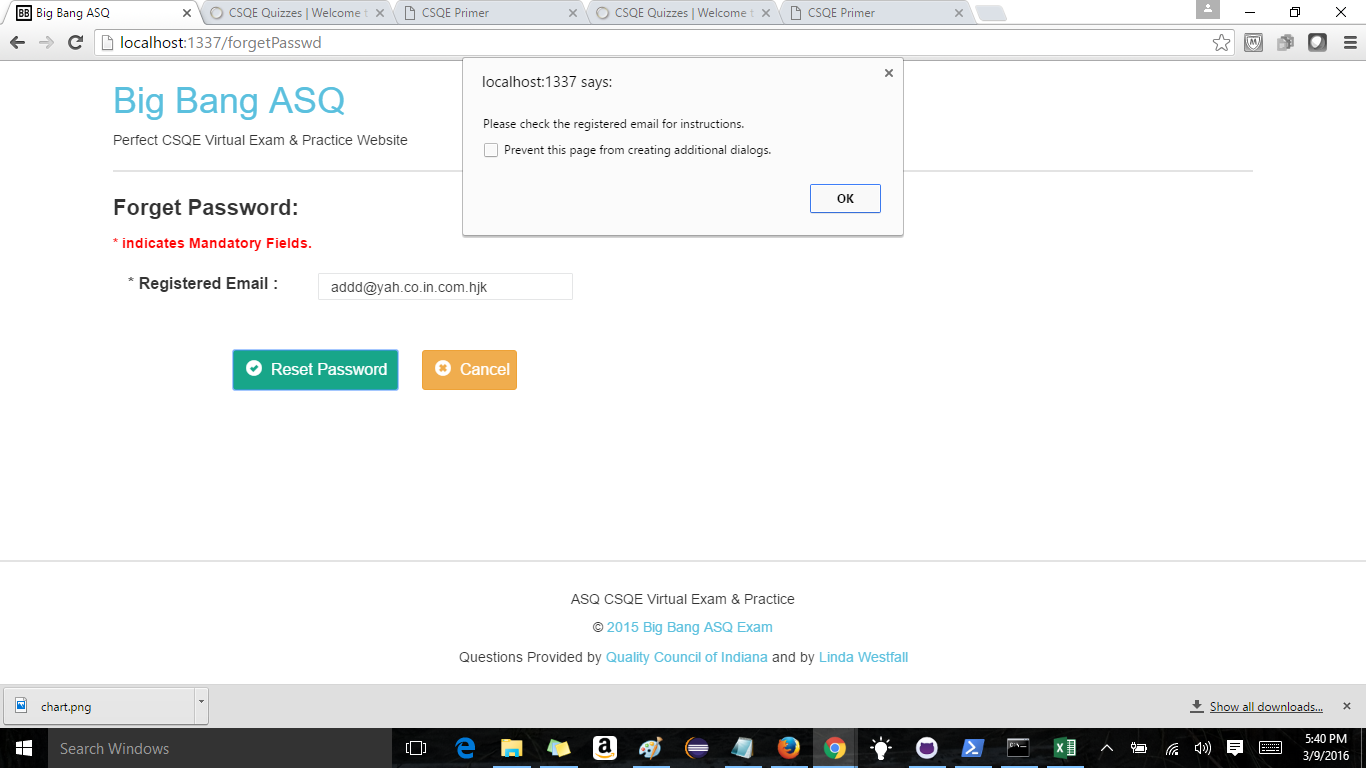 Big Bang ASQ
CSQE Quizzes | Welcome t
CSQE Primer
CSQE Quizzes | Welcome t
CSQE Primer
localhost:1337/forgetPasswd
localhost:1337 says:
Please check the registered email for instructions.
Prevent this page from creating additional dialogs.
OK
Big Bang ASQ
Perfect CSQE Virtual Exam & Practice Website
Forget Password:
* indicates Mandatory Fields.
* Registered Email : addd@yah.co.in.com.hjk
Reset Password Cancel
ASQ CSQE Virtual Exam & Practice
© 2015 Big Bang ASQ Exam
Questions Provided by Quality Council of Indiana and by Linda Westfall
chart.png
Show all downloads...
Search Windows
5:40 PM
3/9/2016